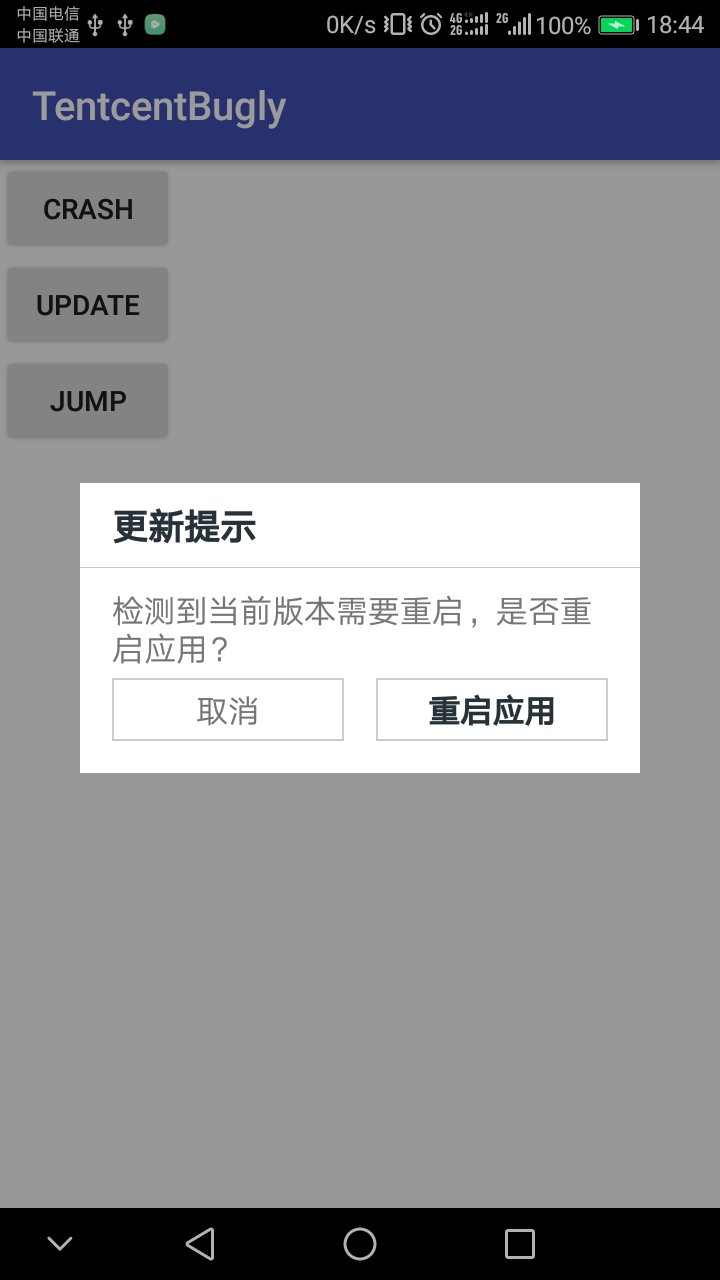 中国电信
中国联通
0K/s 4G 2G 2G 100% 18:44
TentcentBugly
CRASH
UPDATE
JUMP
更新提示
检测到当前版本需要重启，是否重
启应用？
取消 重启应用